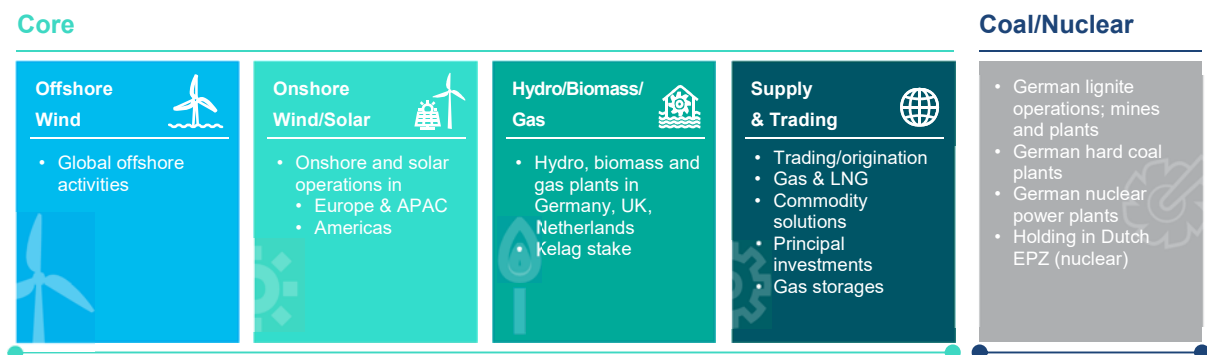 Core
Offshore
Wind
• Global offshore
activities
Onshore
Wind/Solar
• Onshore and solar
operations in
• Europe & APAC
• Americas
Hydro/Biomass/
Gas
• Hydro, biomass and
gas plants in
Germany, UK,
Netherlands
• Kelag stake
Supply
& Trading
• Trading/origination
• Gas & LNG
• Commodity
solutions
• Principal
investments
• Gas storages
Coal/Nuclear
• German lignite
operations; mines
and plants
• German hard coal
plants
• German nuclear
power plants
• Holding in Dutch
EPZ (nuclear)